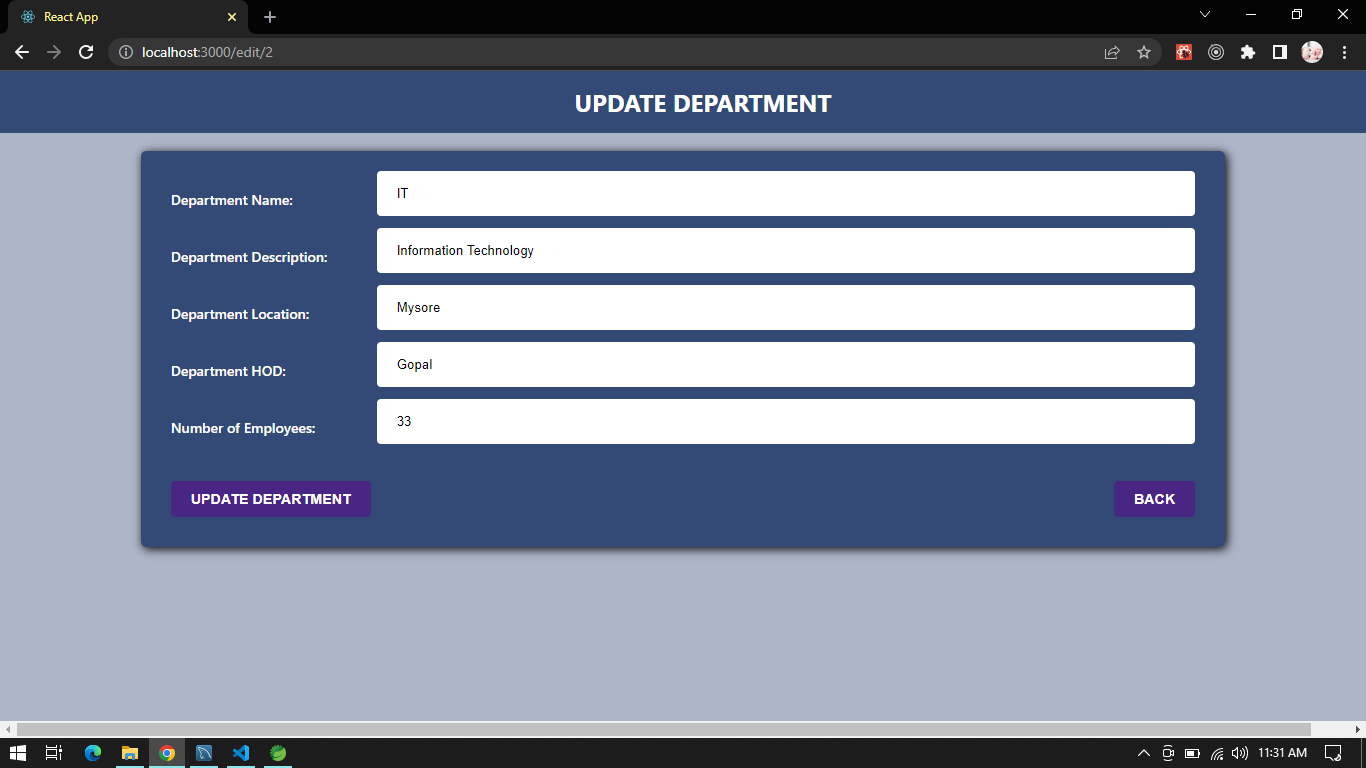 React App
localhost:3000/edit/2
UPDATE DEPARTMENT
Department Name:
IT
Department Description:
Information Technology
Department Location:
Mysore
Department HOD:
Gopal
Number of Employees:
33
UPDATE DEPARTMENT
BACK
11:31 AM